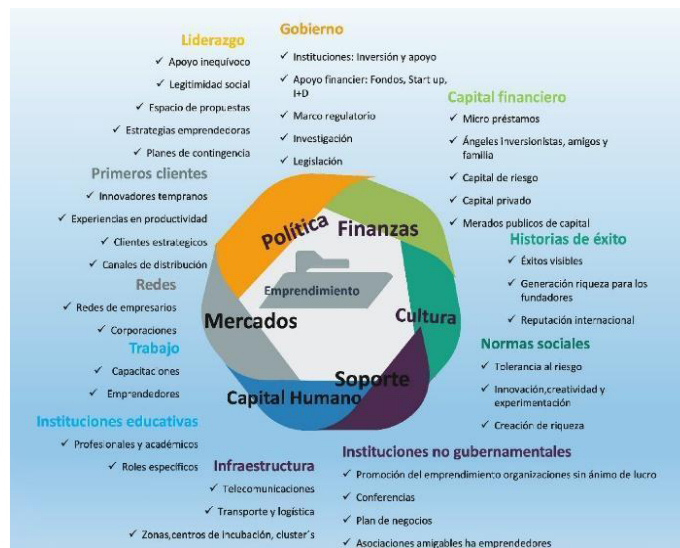 Liderazgo
✓ Apoyo inequívoco
✓ Legitimidad social
✓ Espacio de propuestas
✓ Estrategias emprendedoras
✓ Planes de contingencia
Gobierno
✓ Instituciones: Inversión y apoyo
✓ Apoyo financier: Fondos, Start up,
I+D
✓ Marco regulatorio
✓ Investigación
✓ Legislación
Capital financiero
✓ Micro préstamos
✓ Ángeles inversionistas, amigos y
familia
✓ Capital de riesgo
✓ Capital privado
✓ Merados publicos de capital
Primeros clientes
✓ Innovadores tempranos
✓ Experiencias en productividad
✓ Clientes estrategicos
✓ Canales de distribución
Redes
✓ Redes de empresarios
✓ Corporaciones
Trabajo
✓ Capacitac ones
✓ Emprendedores
Instituciones educativas
✓ Profesionales y académicos
✓ Roles específicos
Política
Finanzas
Emprendimiento
Mercados
Cultura
Soporte
Capital Humano
Historias de éxito
✓ Éxitos visibles
✓ Generación riqueza para los
fundadores
✓ Reputación internacional
Normas sociales
✓ Tolerancia al riesgo
✓ Innovación,creatividad y
experimentación
✓ Creación de riqueza
Infraestructura
✓ Telecomunicaciones
✓ Transporte y logística
✓ Zonas,centros de incubación, cluster´s
Instituciones no gubernamentales
✓ Promoción del emprendimiento organizaciones sin ánimo de lucro
✓ Conferencias
✓ Plan de negocios
✓ Asociaciones amigables ha emprendedores